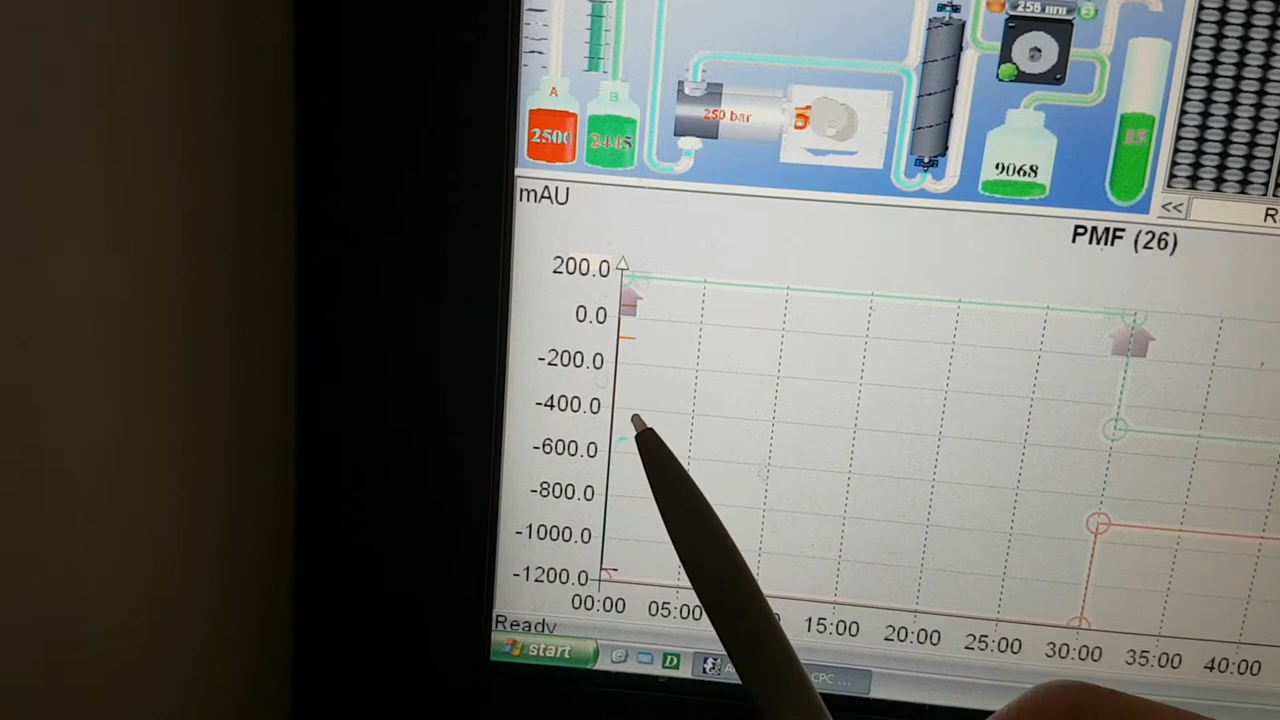 258 nm
A
B
2500
2445
250 bar
9068
15
<<
R
mAU
PMF (26)
200.0
0.0
-200.0
-400.0
-600.0
-800.0
-1000.0
-1200.0
00:00 05:00 15:00 20:00 25:00 30:00 35:00 40:00
Ready
start
D
CPC ...